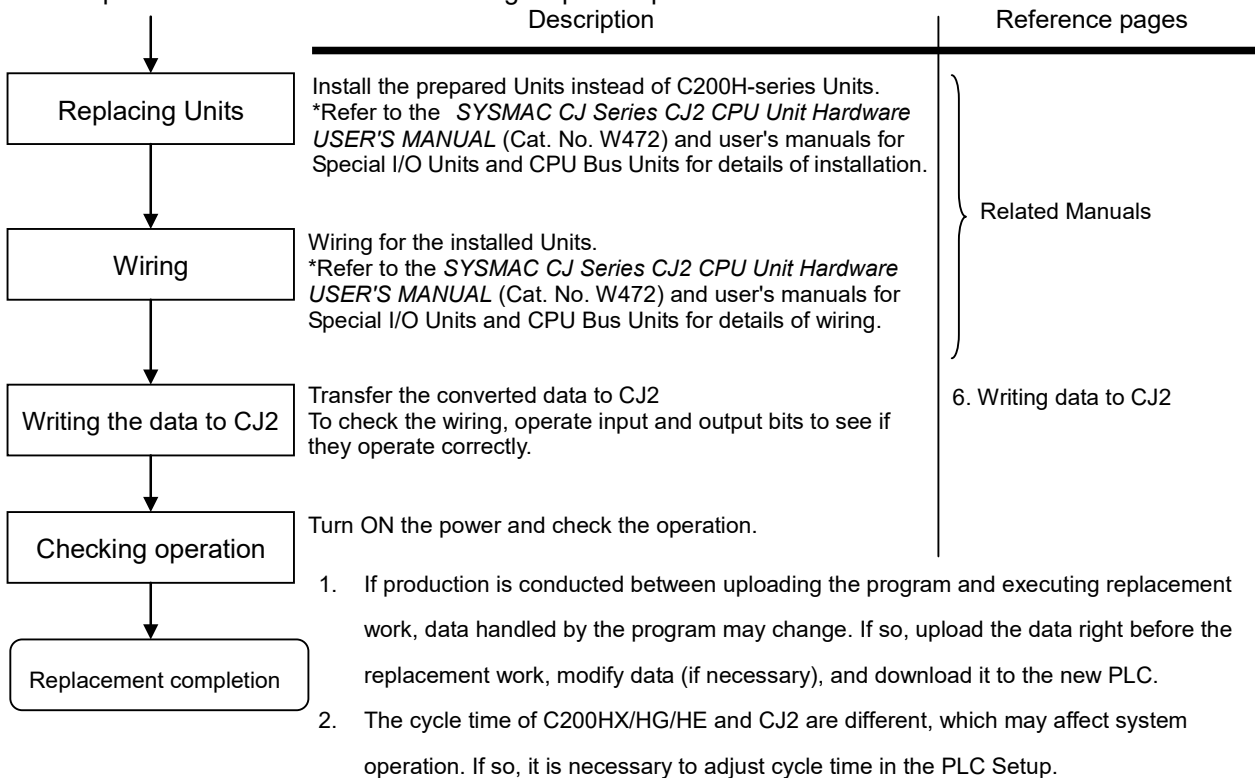 Description
Reference pages
Replacing Units
Install the prepared Units instead of C200H-series Units.
*Refer to the SYSMAC CJ Series CJ2 CPU Unit Hardware
USER'S MANUAL (Cat. No. W472) and user's manuals for
Special I/O Units and CPU Bus Units for details of installation.
Related Manuals
Wiring
Wiring for the installed Units.
*Refer to the SYSMAC CJ Series CJ2 CPU Unit Hardware
USER'S MANUAL (Cat. No. W472) and user's manuals for
Special I/O Units and CPU Bus Units for details of wiring.
Writing the data to CJ2
Transfer the converted data to CJ2
To check the wiring, operate input and output bits to see if
they operate correctly.
6. Writing data to CJ2
Checking operation
Turn ON the power and check the operation.
Replacement completion
1. If production is conducted between uploading the program and executing replacement
work, data handled by the program may change. If so, upload the data right before the
replacement work, modify data (if necessary), and download it to the new PLC.
2. The cycle time of C200HX/HG/HE and CJ2 are different, which may affect system
operation. If so, it is necessary to adjust cycle time in the PLC Setup.